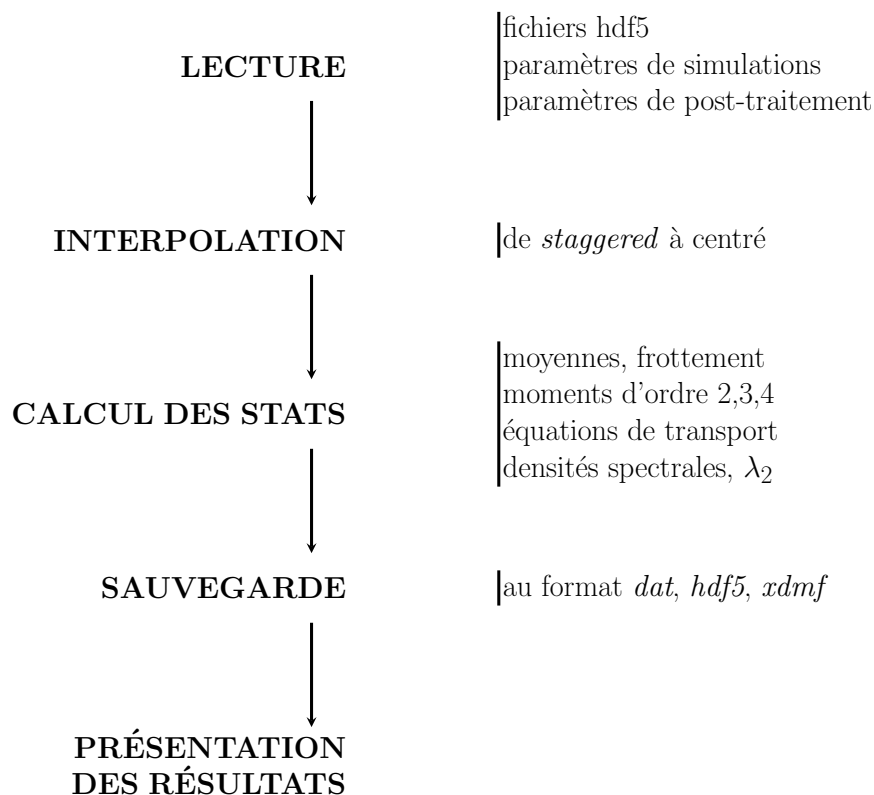 LECTURE
fichiers hdf5
paramètres de simulations
paramètres de post-traitement
INTERPOLATION
de staggered à centré
CALCUL DES STATS
moyennes, frottement
moments d'ordre 2,3,4
équations de transport
densités spectrales, λ₂
SAUVEGARDE
au format dat, hdf5, xdmf
PRÉSENTATION
DES RÉSULTATS